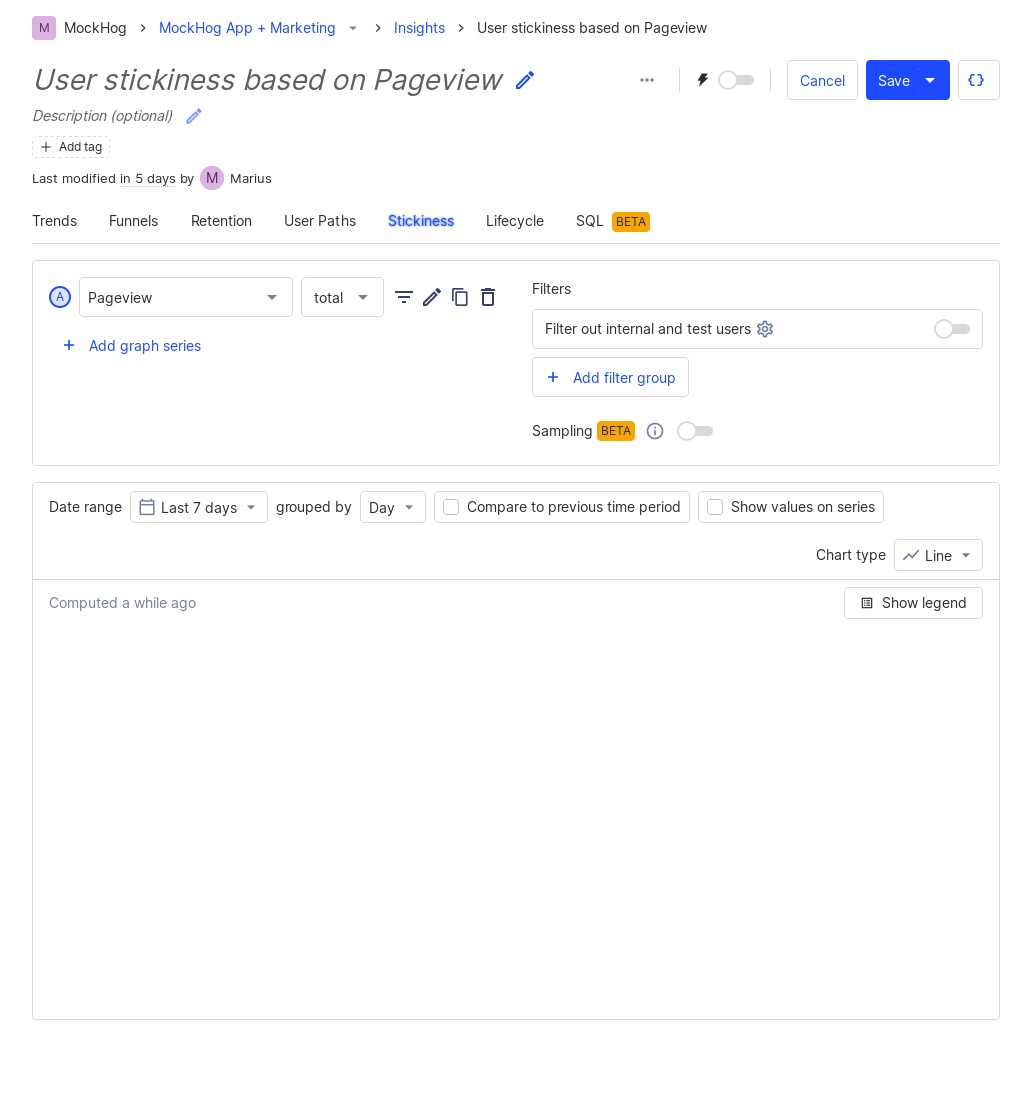 M MockHog MockHog App + Marketing Insights User stickiness based on Pageview
User stickiness based on Pageview Cancel Save
Description (optional)
Add tag
Last modified in 5 days by M Marius
Trends Funnels Retention User Paths Stickiness Lifecycle SQL BETA
A Pageview total
Add graph series
Filters
Filter out internal and test users
Add filter group
Sampling BETA
Date range Last 7 days grouped by Day Compare to previous time period Show values on series
Chart type Line
Computed a while ago Show legend